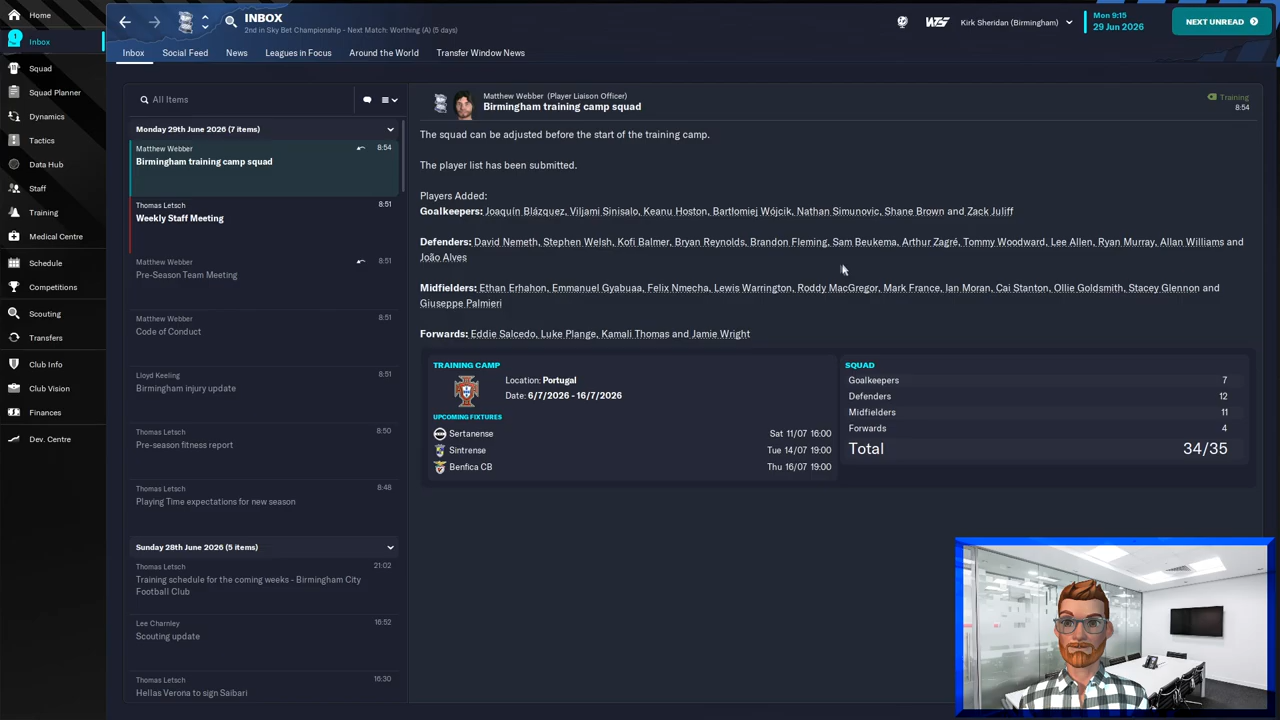 Home
Inbox
1
Squad
Squad Planner
Dynamics
Tactics
Data Hub
Staff
Training
Medical Centre
Schedule
Competitions
Scouting
Transfers
Club Info
Club Vision
Finances
Dev. Centre
INBOX
2nd in Sky Bet Championship - Next Match: Worthing (A) (5 days)
Kirk Sheridan (Birmingham)
Mon 9:15
29 Jun 2026
NEXT UNREAD
Inbox
Social Feed
News
Leagues in Focus
Around the World
Transfer Window News
All Items
Monday 29th June 2026 (7 items)
Matthew Webber
8:54
Birmingham training camp squad
Thomas Letsch
8:51
Weekly Staff Meeting
Matthew Webber
8:51
Pre-Season Team Meeting
Matthew Webber
8:51
Code of Conduct
Lloyd Keeling
8:51
Birmingham injury update
Thomas Letsch
8:50
Pre-season fitness report
Thomas Letsch
8:48
Playing Time expectations for new season
Sunday 28th June 2026 (5 items)
Thomas Letsch
21:02
Training schedule for the coming weeks - Birmingham City
Football Club
Lee Charnley
16:52
Scouting update
Thomas Letsch
16:30
Hellas Verona to sign Saibari
Matthew Webber (Player Liaison Officer)
Birmingham training camp squad
Training
8:54
The squad can be adjusted before the start of the training camp.
The player list has been submitted.
Players Added:
Goalkeepers: Joaquín Blázquez, Viljami Sinisalo, Keanu Hoston, Bartłomiej Wójcik, Nathan Simunovic, Shane Brown and Zack Juliff
Defenders: David Nemeth, Stephen Welsh, Kofi Balmer, Bryan Reynolds, Brandon Fleming, Sam Beukema, Arthur Zagré, Tommy Woodward, Lee Allen, Ryan Murray, Allan Williams and
João Alves
Midfielders: Ethan Erhahon, Emmanuel Gyabuaa, Felix Nmecha, Lewis Warrington, Roddy MacGregor, Mark France, Ian Moran, Cai Stanton, Ollie Goldsmith, Stacey Glennon and
Giuseppe Palmieri
Forwards: Eddie Salcedo, Luke Plange, Kamali Thomas and Jamie Wright
TRAINING CAMP
Location: Portugal
Date: 6/7/2026 - 16/7/2026
UPCOMING FIXTURES
Sertanense
Sat 11/07 16:00
Sintrense
Tue 14/07 19:00
Benfica CB
Thu 16/07 19:00
SQUAD
Goalkeepers
7
Defenders
12
Midfielders
11
Forwards
4
Total
34/35